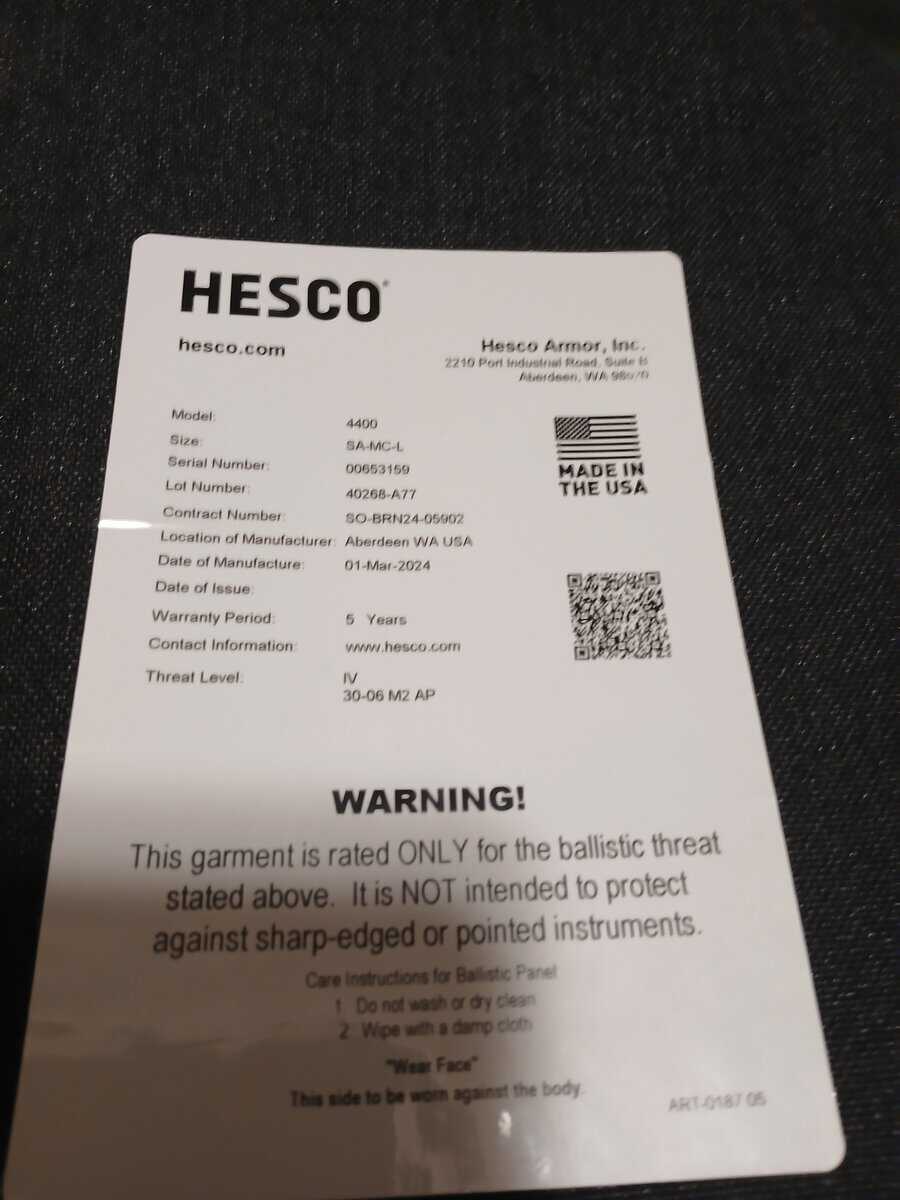 HESCO®
hesco.com
Hesco Armor, Inc.
2210 Port Industrial Road, Suite B
Aberdeen, WA
MADE IN
THE USA
Model: 4400
Size: SA-MC-L
Serial Number: 00653159
Lot Number: 40268-A77
Contract Number: SO-BRN24-05902
Location of Manufacturer: Aberdeen WA USA
Date of Manufacture: 01-Mar-2024
Date of Issue:
Warranty Period: 5 Years
Contact Information: www.hesco.com
Threat Level: IV
30-06 M2 AP
WARNING!
This garment is rated ONLY for the ballistic threat
stated above. It is NOT intended to protect
against sharp-edged or pointed instruments.
Care Instructions for Ballistic Panel
1 Do not wash or dry clean
2 Wipe with a damp cloth
"Wear Face"
This side to be worn against the body.
ART-0187 05